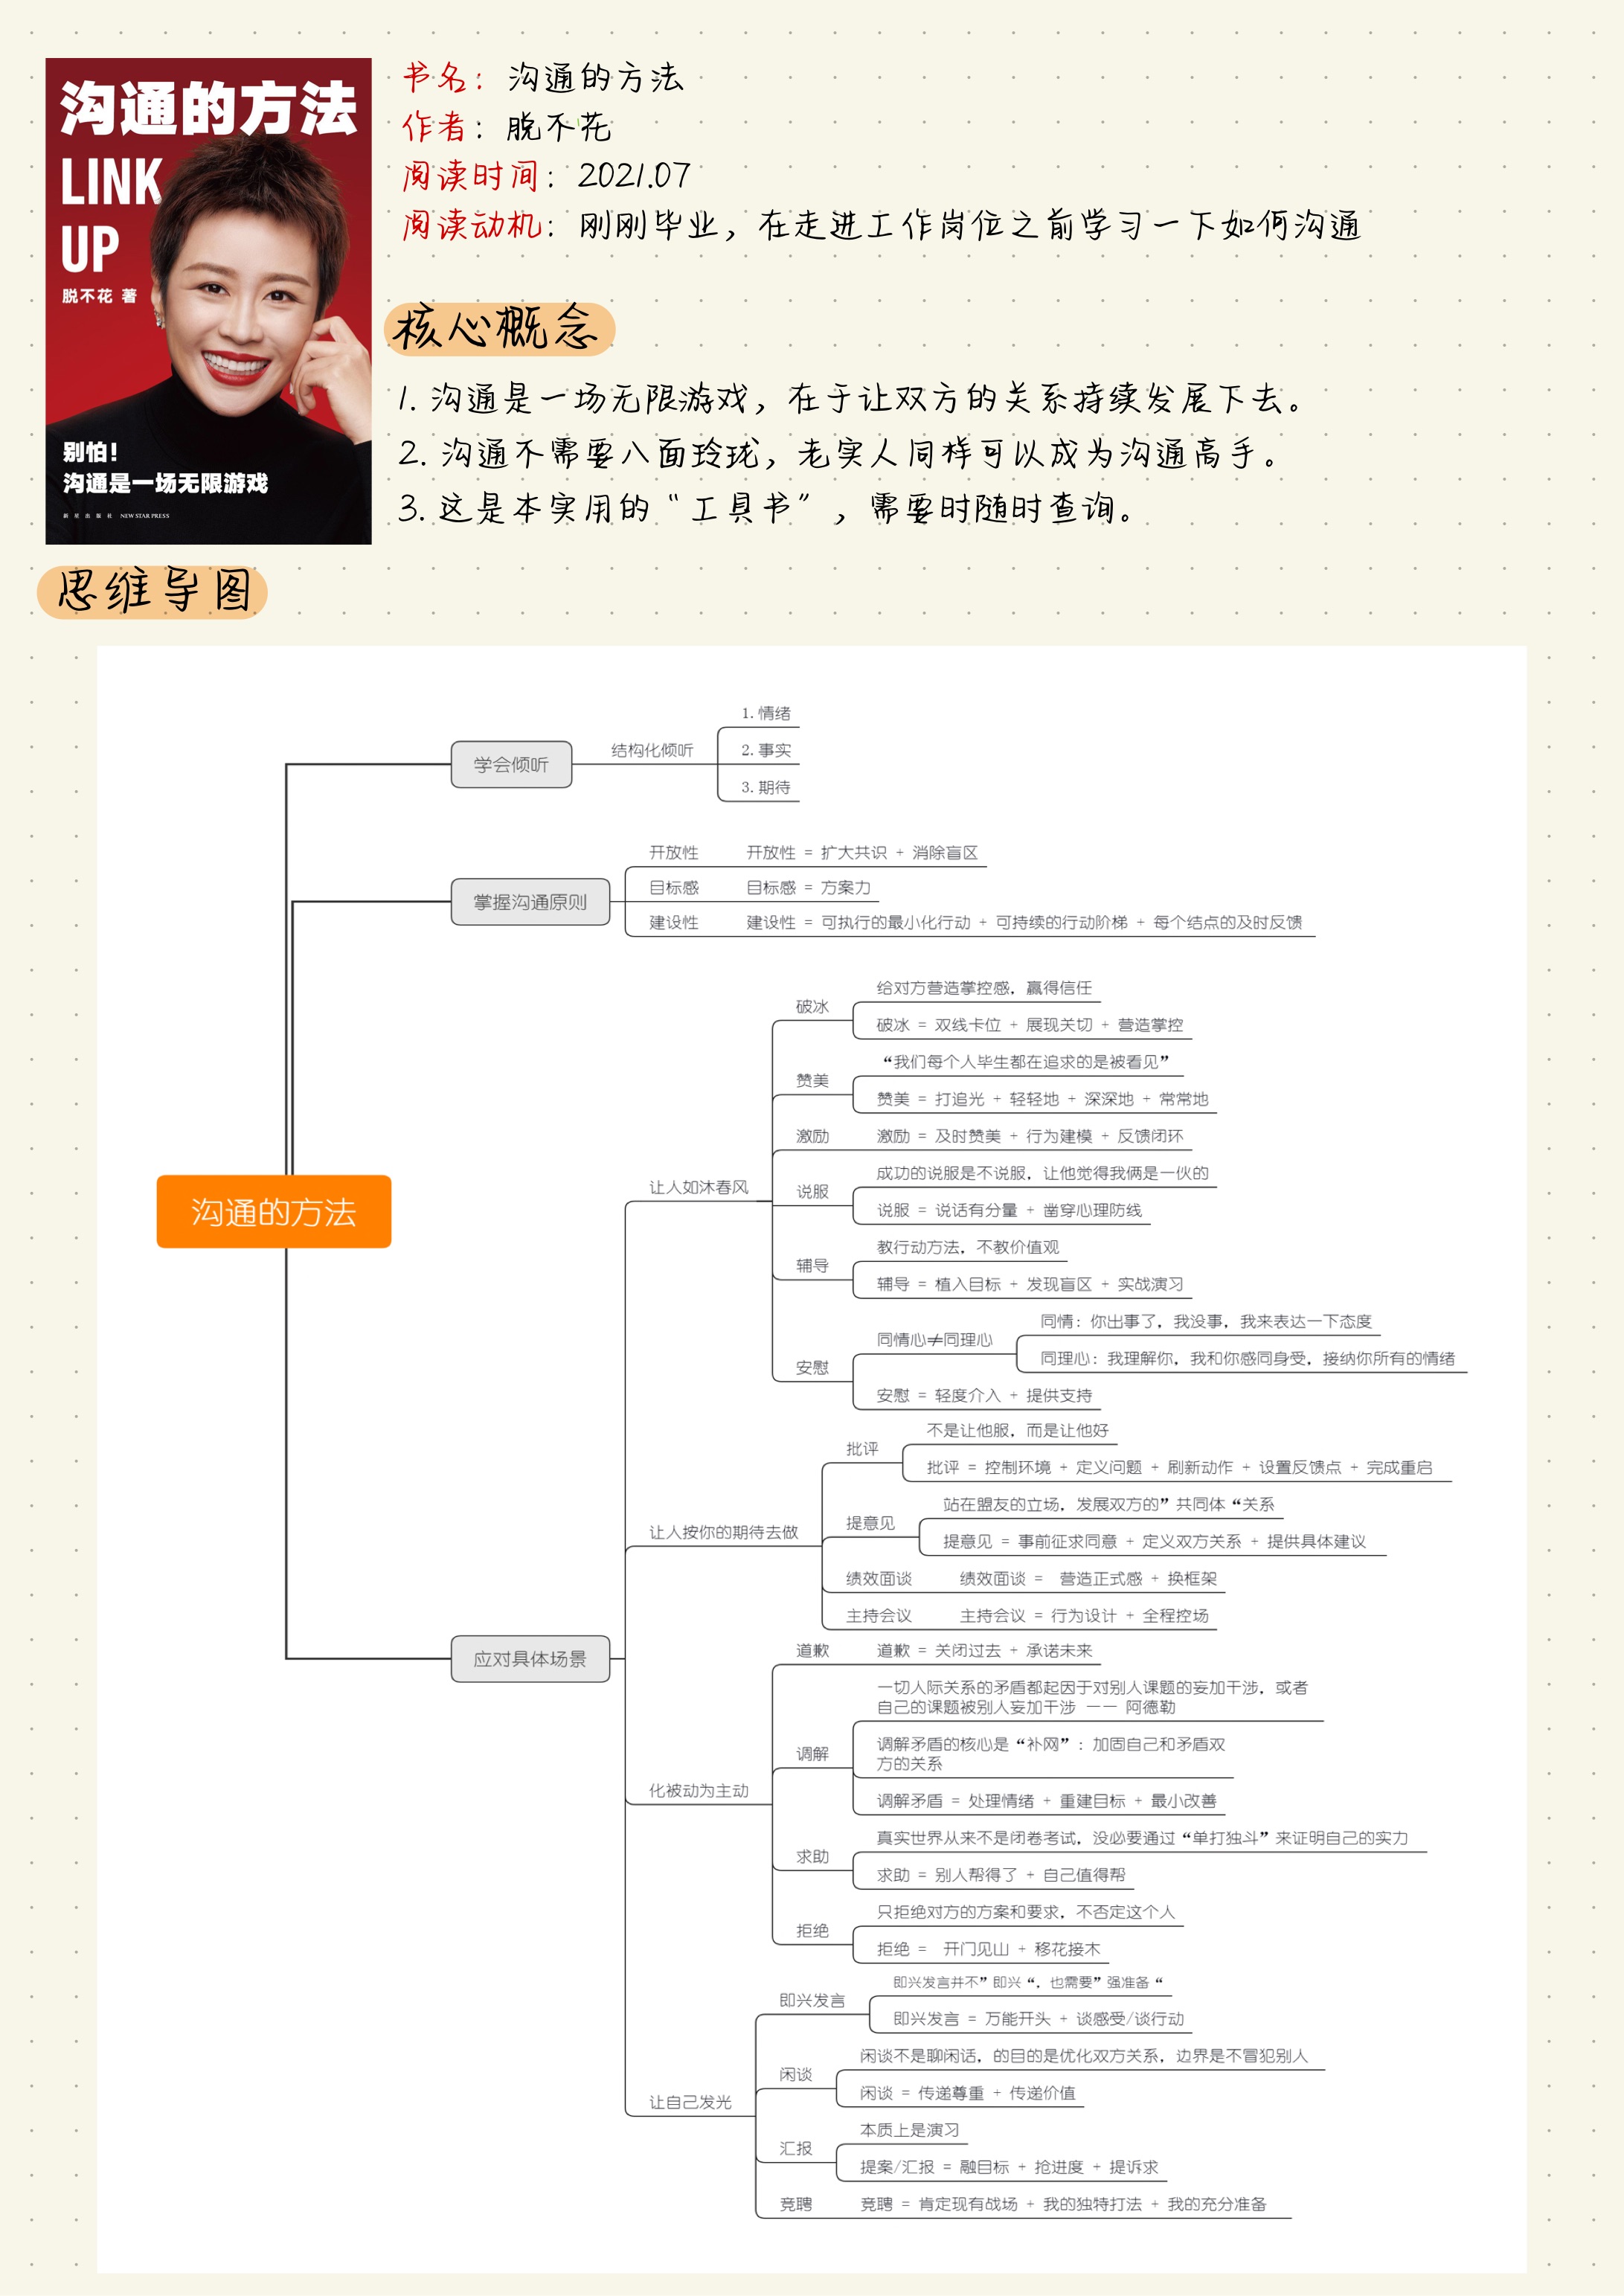 沟通的方法
LINK
UP
脱不花 著
别怕！
沟通是一场无限游戏
新星出版社 NEW STAR PRESS
书名：沟通的方法
作者：脱不花
阅读时间：2021.07
阅读动机：刚刚毕业，在走进工作岗位之前学习一下如何沟通
核心概念
1. 沟通是一场无限游戏，在于让双方的关系持续发展下去。
2. 沟通不需要八面玲珑，老实人同样可以成为沟通高手。
3. 这是本实用的“工具书”，需要时随时查询。
思维导图
沟通的方法
学会倾听
结构化倾听
1. 情绪
2. 事实
3. 期待
掌握沟通原则
开放性 开放性 = 扩大共识 + 消除盲区
目标感 目标感 = 方案力
建设性 建设性 = 可执行的最小化行动 + 可持续的行动阶梯 + 每个结点的及时反馈
应对具体场景
让人如沐春风
破冰
给对方营造掌控感，赢得信任
破冰 = 双线卡位 + 展现关切 + 营造掌控
赞美
“我们每个人毕生都在追求的是被看见”
赞美 = 打追光 + 轻轻地 + 深深地 + 常常地
激励 激励 = 及时赞美 + 行为建模 + 反馈闭环
说服
成功的说服是不说服，让他觉得我俩是一伙的
说服 = 说话有分量 + 凿穿心理防线
辅导
教行动方法，不教价值观
辅导 = 植入目标 + 发现盲区 + 实战演习
安慰
同情心≠同理心
同情：你出事了，我没事，我来表达一下态度
同理心：我理解你，我和你感同身受，接纳你所有的情绪
安慰 = 轻度介入 + 提供支持
让人按你的期待去做
批评
不是让他服，而是让他好
批评 = 控制环境 + 定义问题 + 刷新动作 + 设置反馈点 + 完成重启
提意见
站在盟友的立场，发展双方的”共同体“关系
提意见 = 事前征求同意 + 定义双方关系 + 提供具体建议
绩效面谈 绩效面谈 = 营造正式感 + 换框架
主持会议 主持会议 = 行为设计 + 全程控场
化被动为主动
道歉 道歉 = 关闭过去 + 承诺未来
调解
一切人际关系的矛盾都起因于对别人课题的妄加干涉，或者
自己的课题被别人妄加干涉 —— 阿德勒
调解矛盾的核心是“补网”：加固自己和矛盾双
方的关系
调解矛盾 = 处理情绪 + 重建目标 + 最小改善
求助
真实世界从来不是闭卷考试，没必要通过“单打独斗”来证明自己的实力
求助 = 别人帮得了 + 自己值得帮
拒绝
只拒绝对方的方案和要求，不否定这个人
拒绝 = 开门见山 + 移花接木
让自己发光
即兴发言
即兴发言并不”即兴“，也需要”强准备“
即兴发言 = 万能开头 + 谈感受/谈行动
闲谈
闲谈不是聊闲话，的目的是优化双方关系，边界是不冒犯别人
闲谈 = 传递尊重 + 传递价值
汇报
本质上是演习
提案/汇报 = 融目标 + 抢进度 + 提诉求
竞聘 竞聘 = 肯定现有战场 + 我的独特打法 + 我的充分准备